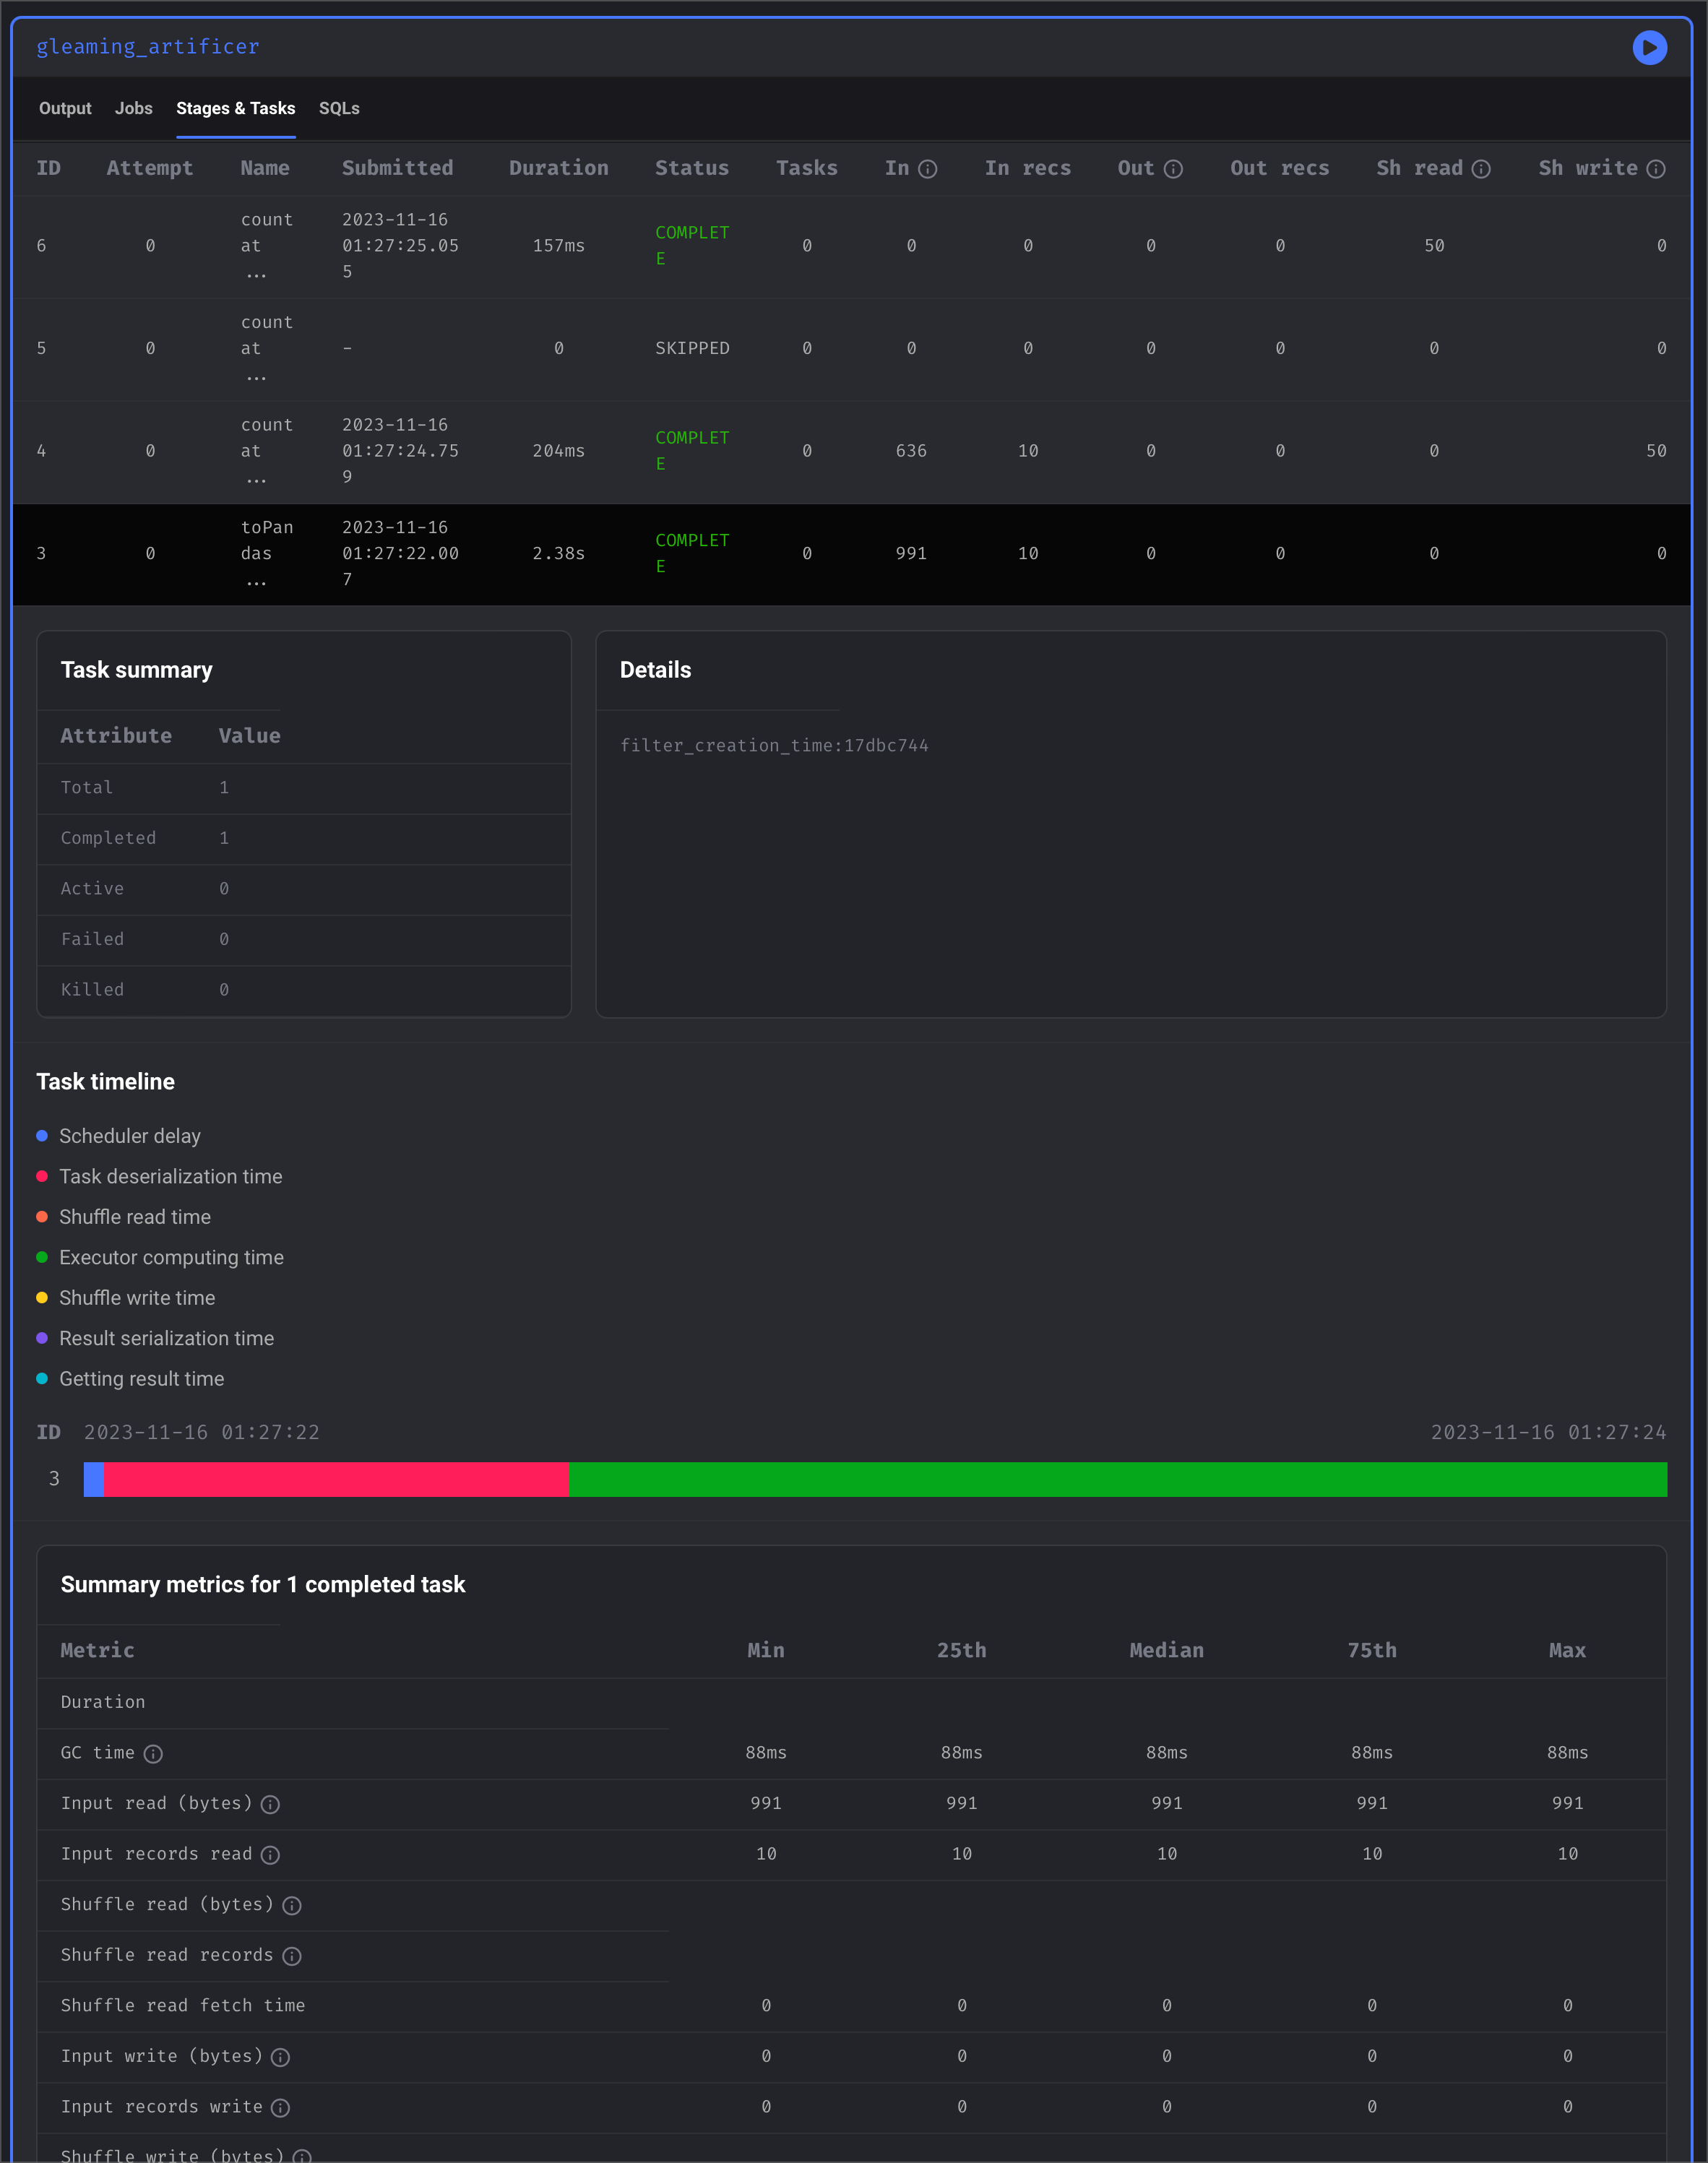 gleaming_artificer
Output Jobs Stages & Tasks SQLs
ID Attempt Name Submitted Duration Status Tasks In In recs Out Out recs Sh read Sh write
6 0 count at ... 2023-11-16 01:27:25.055 157ms COMPLETE 0 0 0 0 0 50 0
5 0 count at ... - 0 SKIPPED 0 0 0 0 0 0 0
4 0 count at ... 2023-11-16 01:27:24.759 204ms COMPLETE 0 636 10 0 0 0 50
3 0 toPandas ... 2023-11-16 01:27:22.007 2.38s COMPLETE 0 991 10 0 0 0 0
Task summary
Attribute Value
Total 1
Completed 1
Active 0
Failed 0
Killed 0
Details
filter_creation_time:17dbc744
Task timeline
Scheduler delay
Task deserialization time
Shuffle read time
Executor computing time
Shuffle write time
Result serialization time
Getting result time
ID 2023-11-16 01:27:22 2023-11-16 01:27:24
3
Summary metrics for 1 completed task
Metric Min 25th Median 75th Max
Duration
GC time 88ms 88ms 88ms 88ms 88ms
Input read (bytes) 991 991 991 991 991
Input records read 10 10 10 10 10
Shuffle read (bytes)
Shuffle read records
Shuffle read fetch time 0 0 0 0 0
Input write (bytes) 0 0 0 0 0
Input records write 0 0 0 0 0
Shuffle write (bytes)